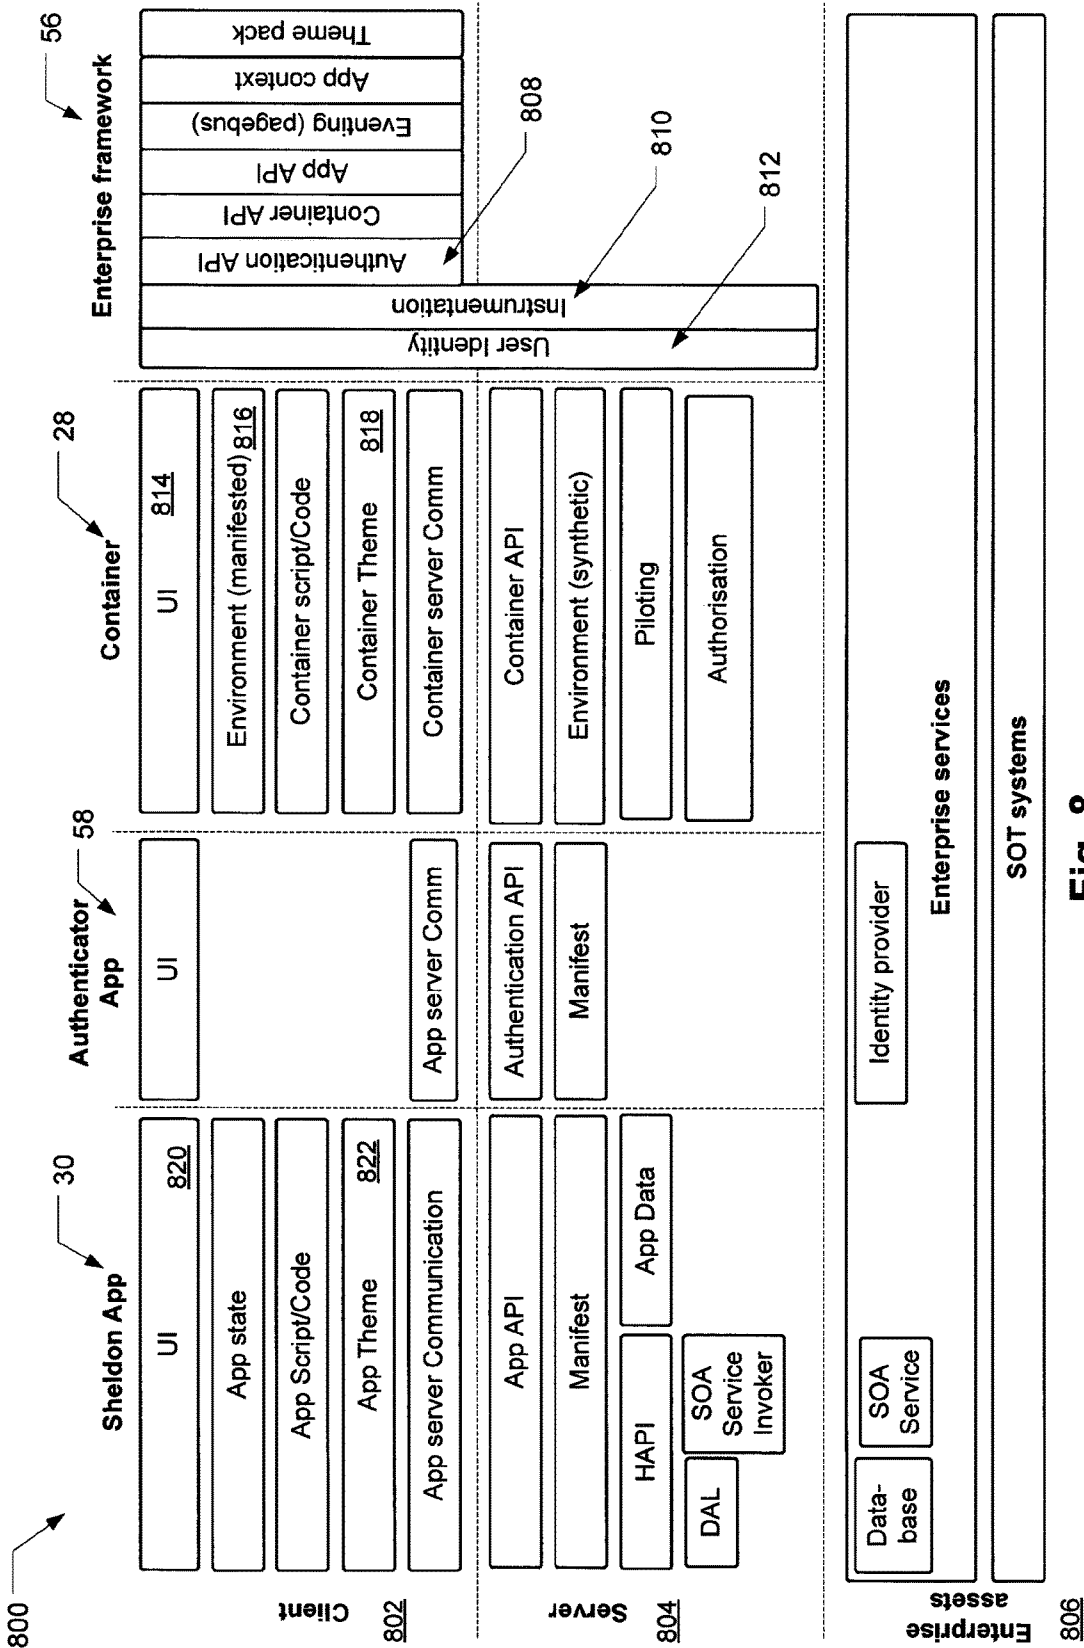 800
Sheldon App
30
Authenticator
App
58
Container
28
Enterprise framework
56
Client
802
UI
820
App state
App Script/Code
App Theme
822
App server Communication
UI
App server Comm
UI
814
Environment (manifested)
816
Container script/Code
Container Theme
818
Container server Comm
User Identity
Instrumentation
Authentication API
Container API
App API
Eventing (pagebus)
App context
Theme pack
808
810
812
Server
804
App API
Manifest
HAPI
App Data
DAL
SOA
Service
Invoker
Authentication API
Manifest
Container API
Environment (synthetic)
Piloting
Authorisation
Enterprise
assets
806
Data-
base
SOA
Service
Identity provider
Enterprise services
SOT systems
Fig. 8